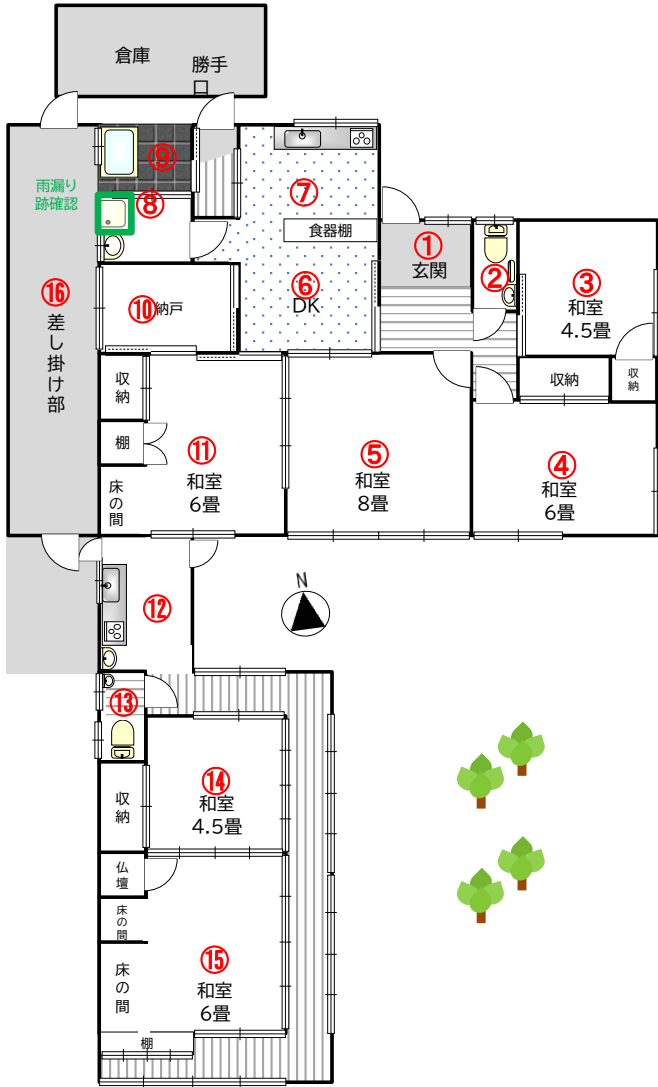 倉庫
勝手
雨漏り
跡確認
⑨
⑧
⑦
食器棚
⑥
DK
①
玄関
②
③
和室
4.5畳
収納
収納
⑯
差し掛け部
⑩納戸
収納
棚
床の間
⑪
和室
6畳
⑤
和室
8畳
④
和室
6畳
N
⑫
⑬
⑭
和室
4.5畳
収納
仏壇
床の間
床の間
⑮
和室
6畳
棚